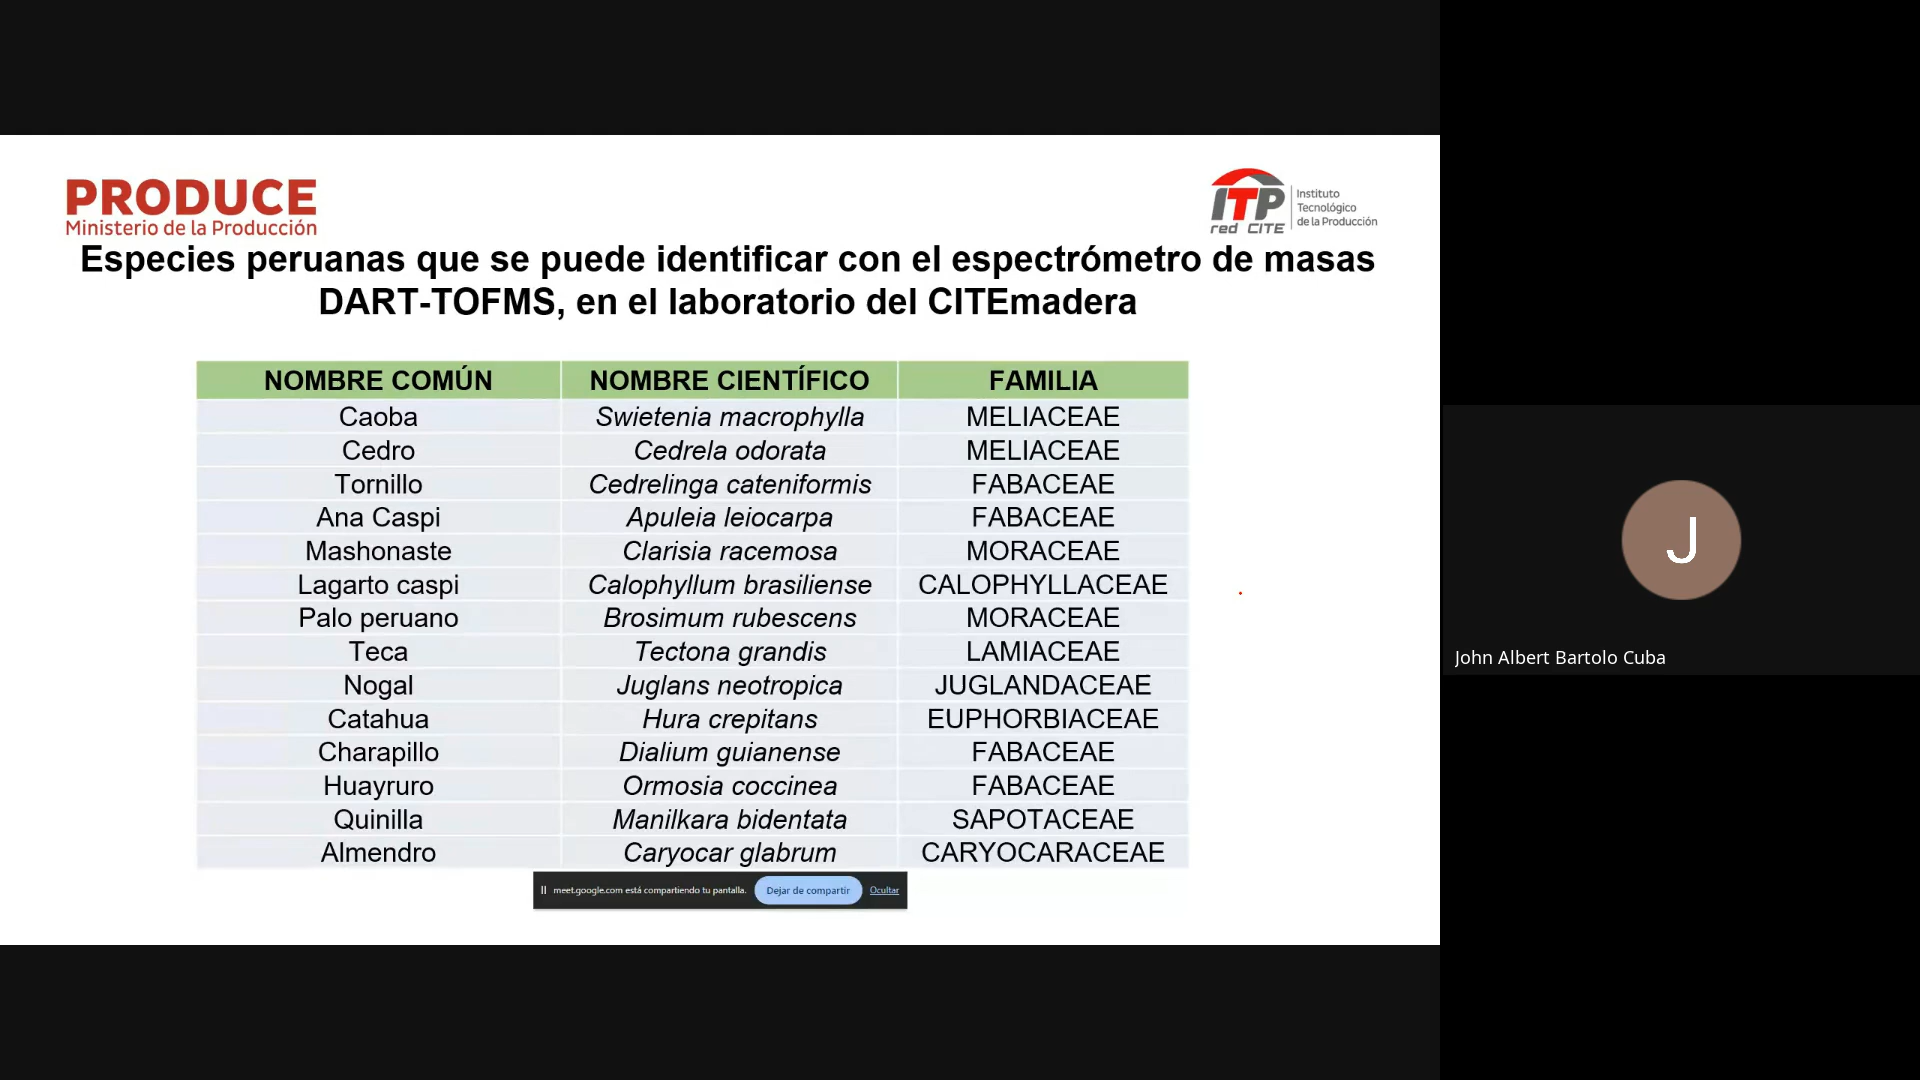 PRODUCE
Ministerio de la Producción
ITP
red CITE
Instituto
Tecnológico
de la Producción
Especies peruanas que se puede identificar con el espectrómetro de masas
DART-TOFMS, en el laboratorio del CITEmadera
NOMBRE COMÚN NOMBRE CIENTÍFICO FAMILIA
Caoba Swietenia macrophylla MELIACEAE
Cedro Cedrela odorata MELIACEAE
Tornillo Cedrelinga cateniformis FABACEAE
Ana Caspi Apuleia leiocarpa FABACEAE
Mashonaste Clarisia racemosa MORACEAE
Lagarto caspi Calophyllum brasiliense CALOPHYLLACEAE
Palo peruano Brosimum rubescens MORACEAE
Teca Tectona grandis LAMIACEAE
Nogal Juglans neotropica JUGLANDACEAE
Catahua Hura crepitans EUPHORBIACEAE
Charapillo Dialium guianense FABACEAE
Huayruro Ormosia coccinea FABACEAE
Quinilla Manilkara bidentata SAPOTACEAE
Almendro Caryocar glabrum CARYOCARACEAE
meet.google.com está compartiendo tu pantalla. Dejar de compartir Ocultar
J
John Albert Bartolo Cuba